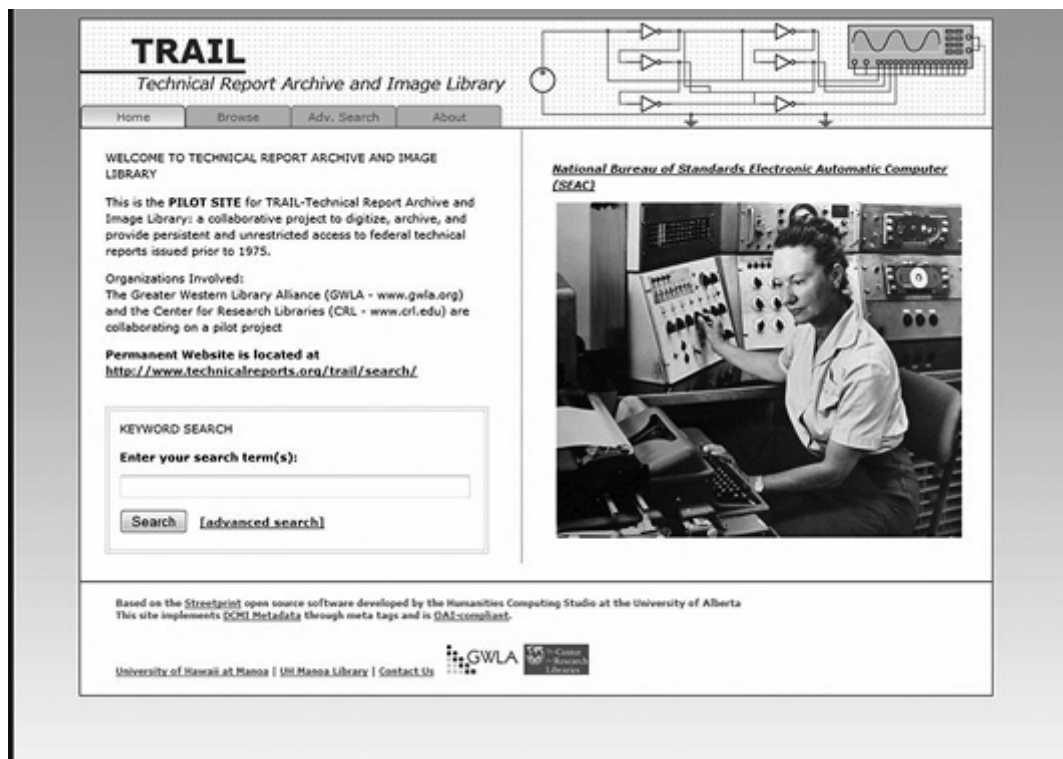 TRAIL
Technical Report Archive and Image Library
Home Browse Adv. Search About
WELCOME TO TECHNICAL REPORT ARCHIVE AND IMAGE
LIBRARY
This is the PILOT SITE for TRAIL-Technical Report Archive and
Image Library: a collaborative project to digitize, archive, and
provide persistent and unrestricted access to federal technical
reports issued prior to 1975.
Organizations Involved:
The Greater Western Library Alliance (GWLA - www.gwla.org)
and the Center for Research Libraries (CRL - www.crl.edu) are
collaborating on a pilot project
Permanent Website is located at
http://www.technicalreports.org/trail/search/
KEYWORD SEARCH
Enter your search term(s):
Search [advanced search]
National Bureau of Standards Electronic Automatic Computer
(SEAC)
Based on the Streetprint open source software developed by the Humanities Computing Studio at the University of Alberta
This site implements DCMI Metadata through meta tags and is OAI-compliant.
University of Hawaii at Manoa | UH Manoa Library | Contact Us
GWLA
The Center
for Research
Libraries